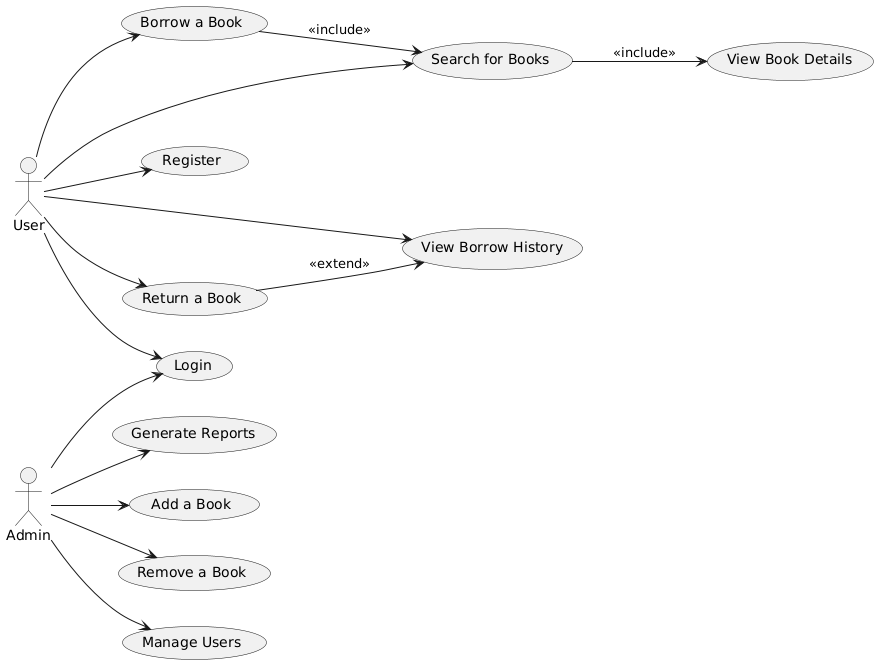 Borrow a Book
«include»
Search for Books
«include»
View Book Details
Register
User
View Borrow History
«extend»
Return a Book
Login
Generate Reports
Add a Book
Admin
Remove a Book
Manage Users